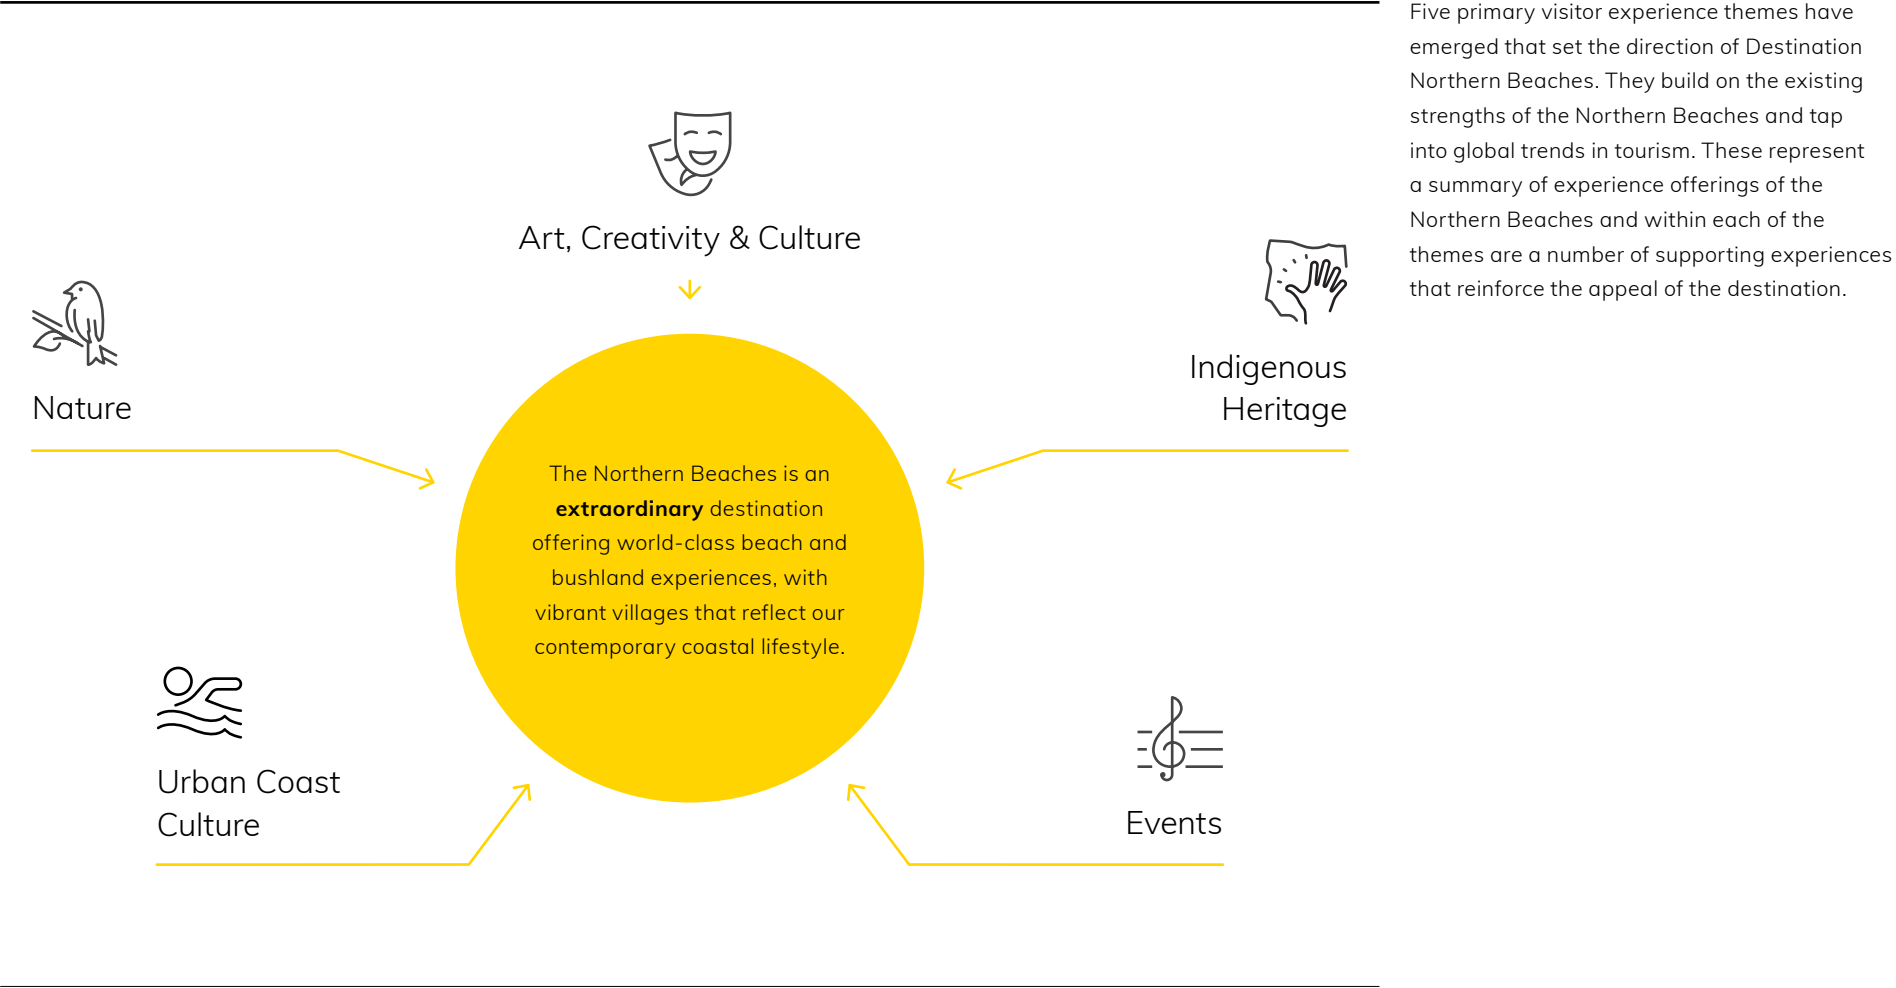 Five primary visitor experience themes have
emerged that set the direction of Destination
Northern Beaches. They build on the existing
strengths of the Northern Beaches and tap
into global trends in tourism. These represent
a summary of experience offerings of the
Northern Beaches and within each of the
themes are a number of supporting experiences
that reinforce the appeal of the destination.
Art, Creativity & Culture
Nature
Indigenous
Heritage
The Northern Beaches is an
extraordinary destination
offering world-class beach and
bushland experiences, with
vibrant villages that reflect our
contemporary coastal lifestyle.
Urban Coast
Culture
Events